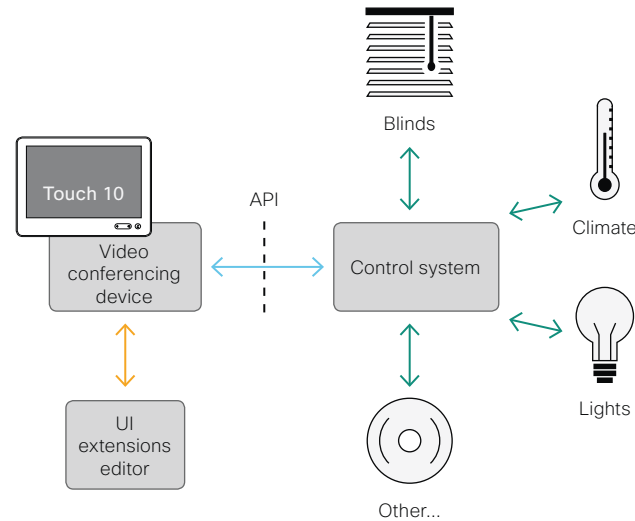 Blinds
Touch 10
API
Climate
Video
conferencing
device
Control system
Lights
UI
extensions
editor
Other...